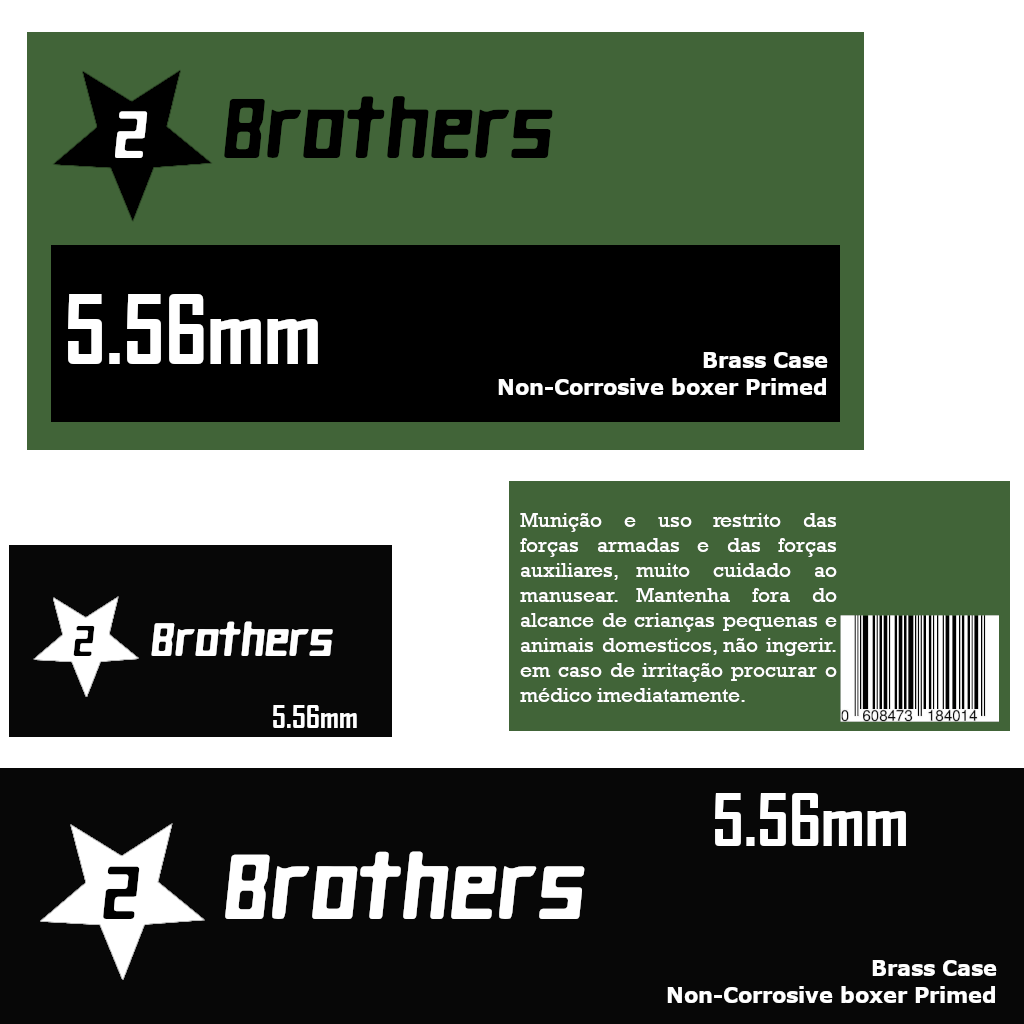 2 Brothers
5.56mm
Brass Case
Non-Corrosive boxer Primed
Munição e uso restrito das
forças armadas e das forças
auxiliares, muito cuidado ao
manusear. Mantenha fora do
alcance de crianças pequenas e
animais domesticos, não ingerir.
em caso de irritação procurar o
médico imediatamente.
0 608473 184014
2 Brothers
5.56mm
5.56mm
2 Brothers
Brass Case
Non-Corrosive boxer Primed